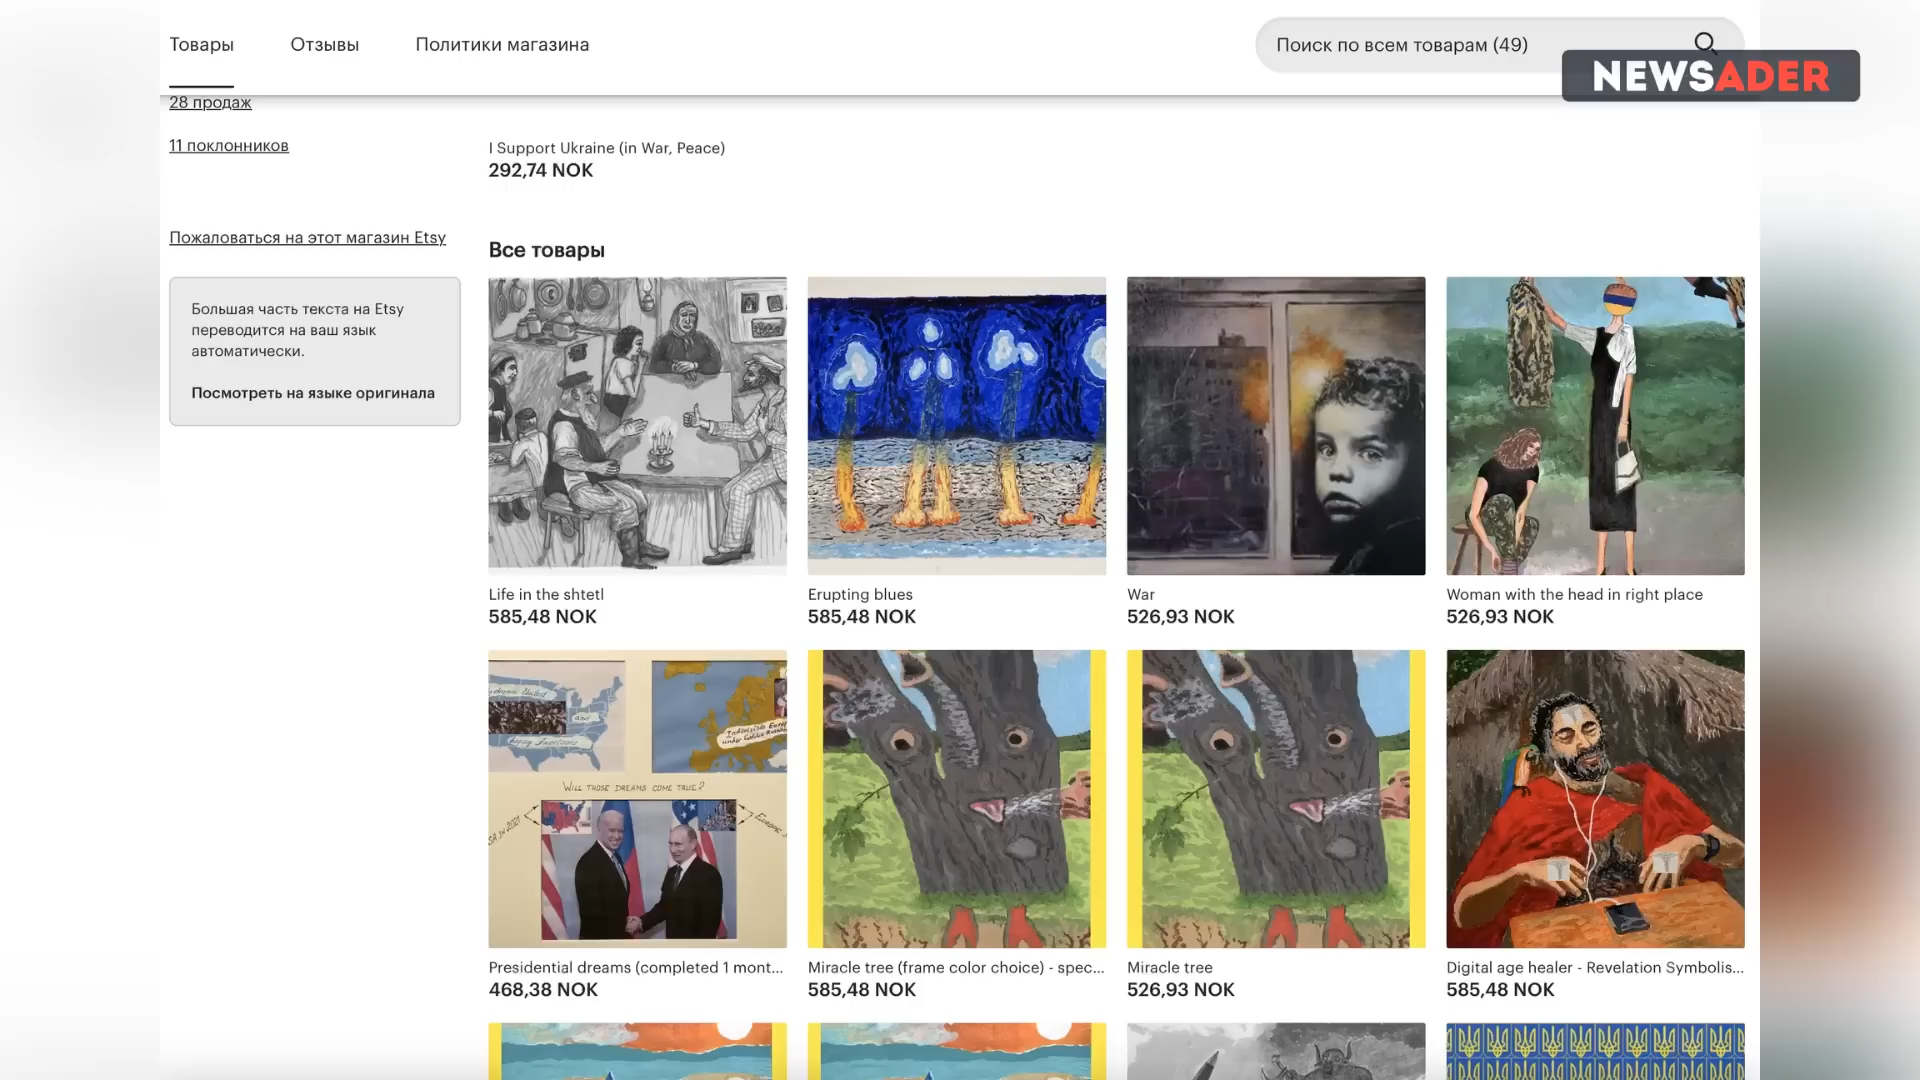 Товары
Отзывы
Политики магазина
Поиск по всем товарам (49)
NEWSADER
28 продаж
11 поклонников
I Support Ukraine (in War, Peace)
292,74 NOK
Пожаловаться на этот магазин Etsy
Все товары
Большая часть текста на Etsy
переводится на ваш язык
автоматически.
Посмотреть на языке оригинала
Life in the shtetl
585,48 NOK
Erupting blues
585,48 NOK
War
526,93 NOK
Woman with the head in right place
526,93 NOK
United
and
Americans
under
WILL THOSE DREAMS COME TRUE?
Presidential dreams (completed 1 mont...
468,38 NOK
Miracle tree (frame color choice) - spec...
585,48 NOK
Miracle tree
526,93 NOK
Digital age healer - Revelation Symbolis...
585,48 NOK